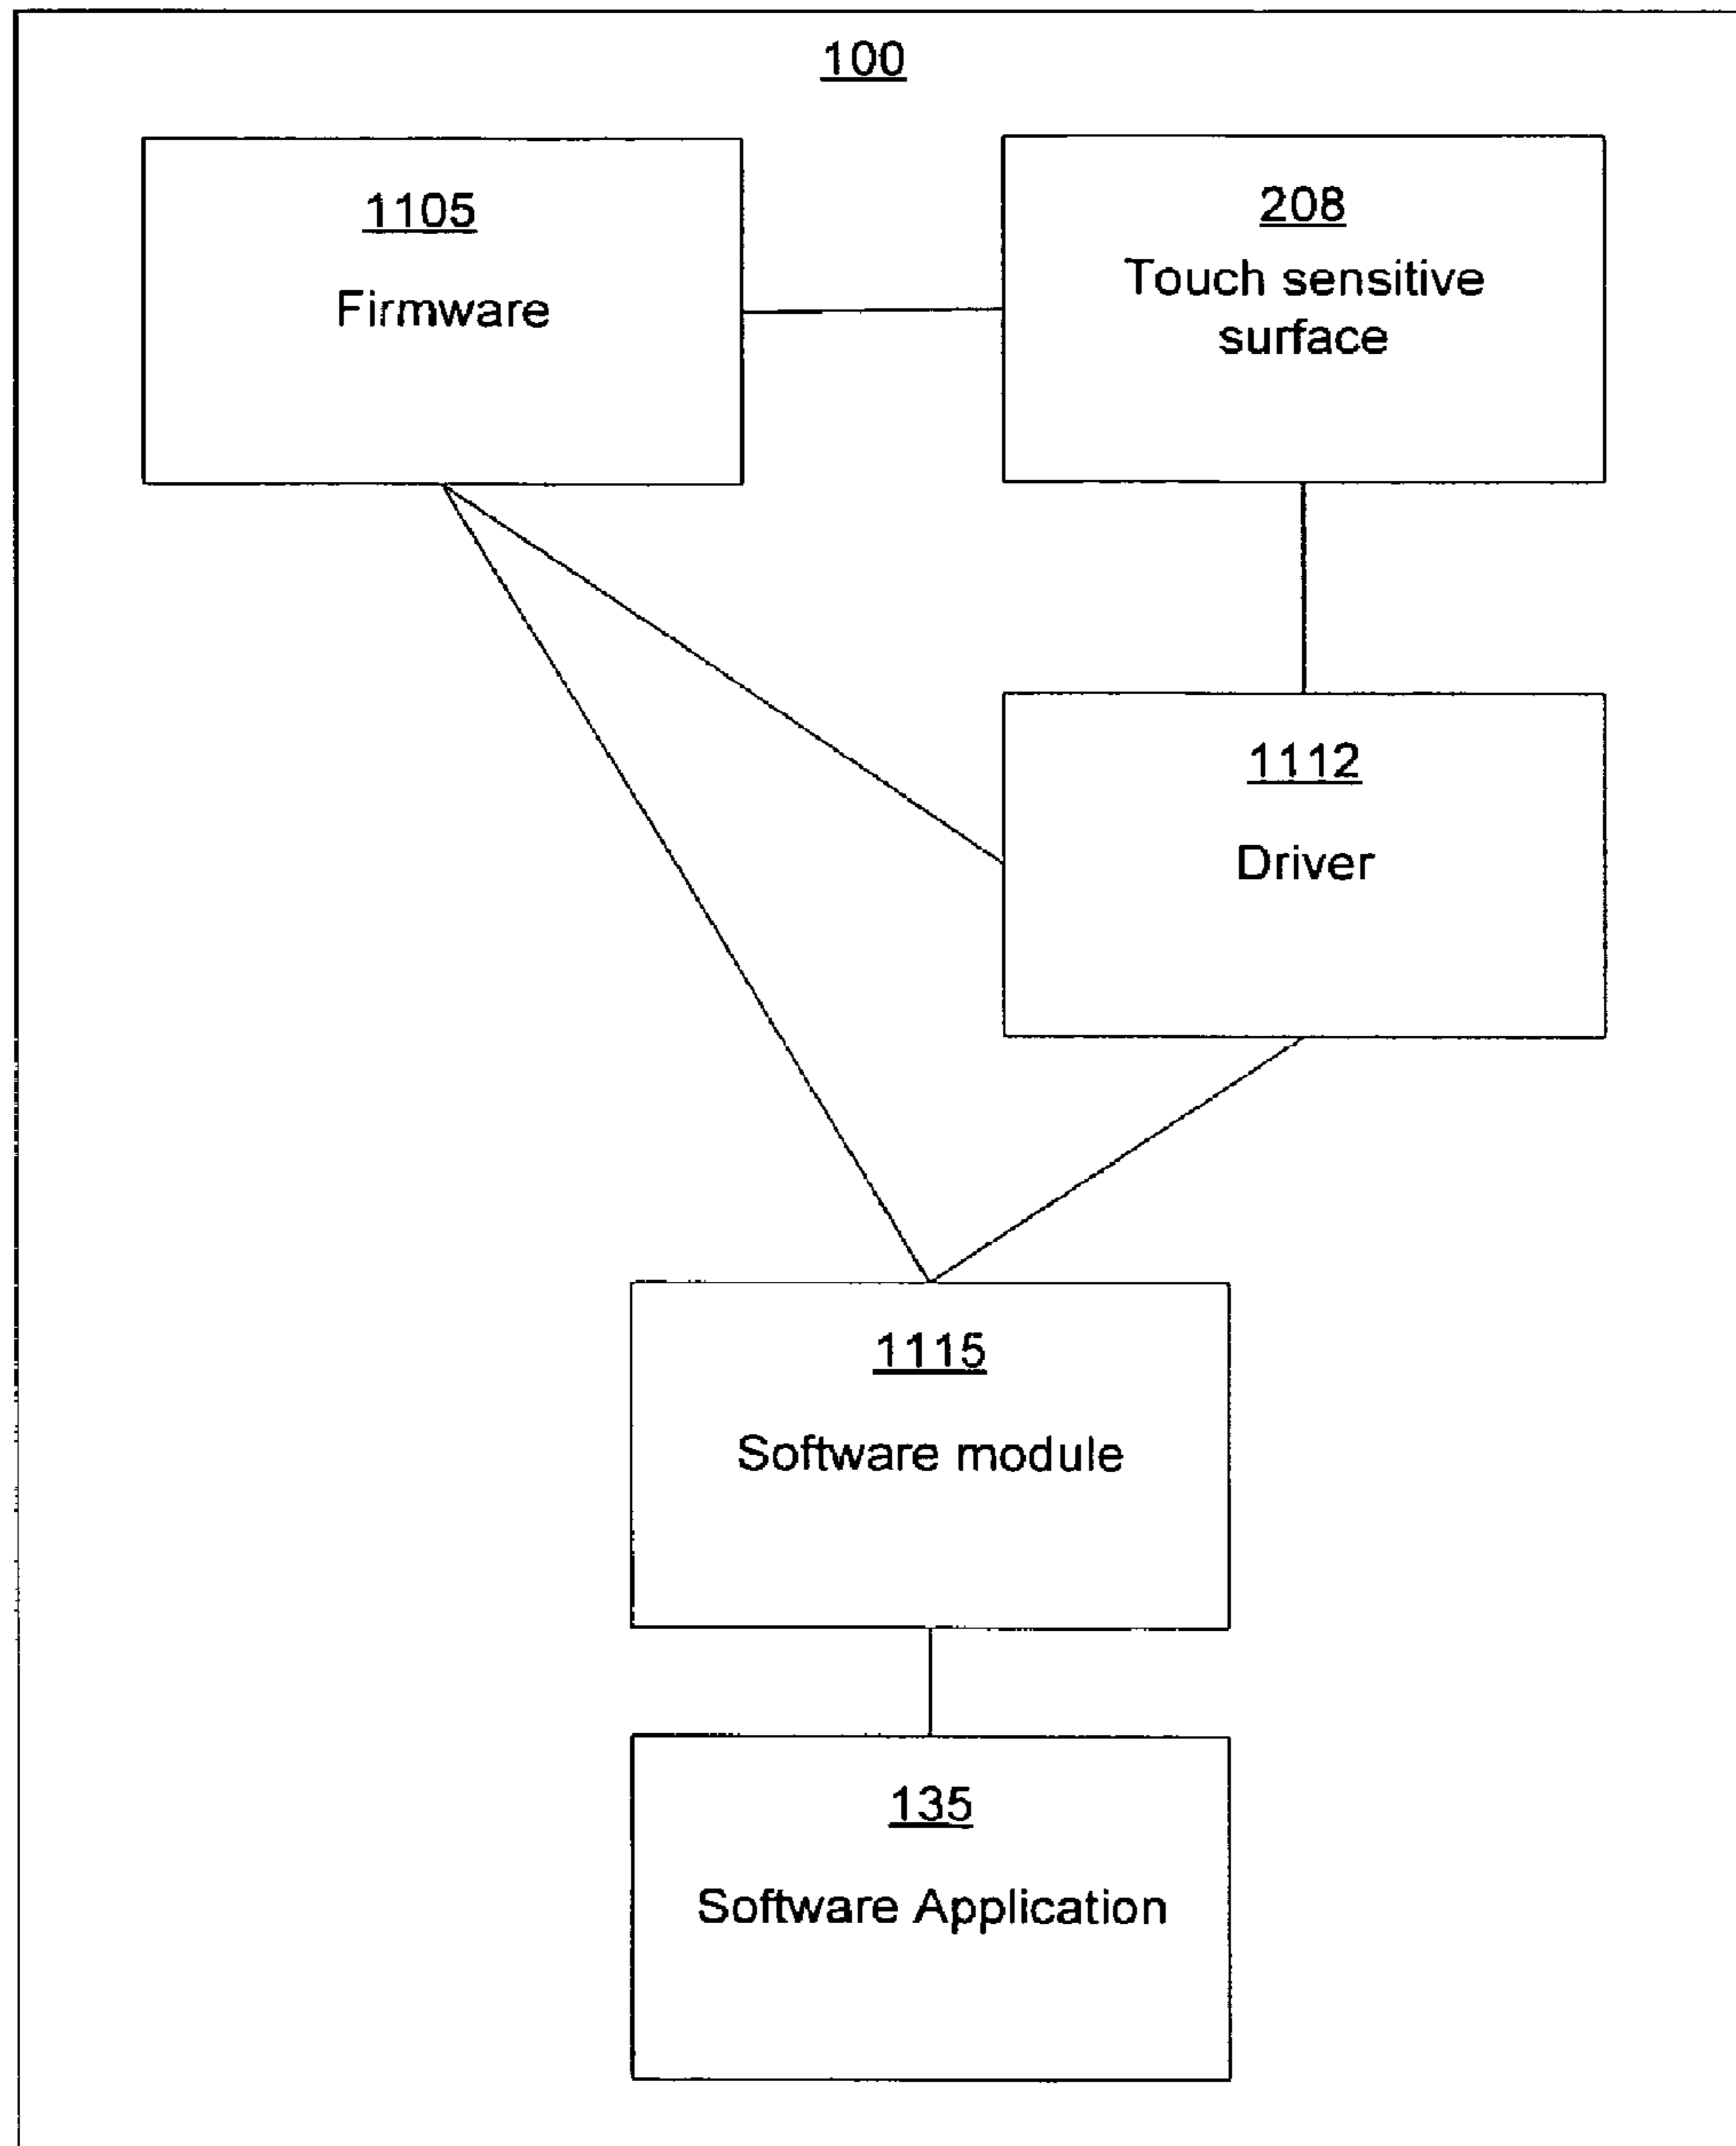 100
1105
Firmware
208
Touch sensitive
surface
1112
Driver
1115
Software module
135
Software Application